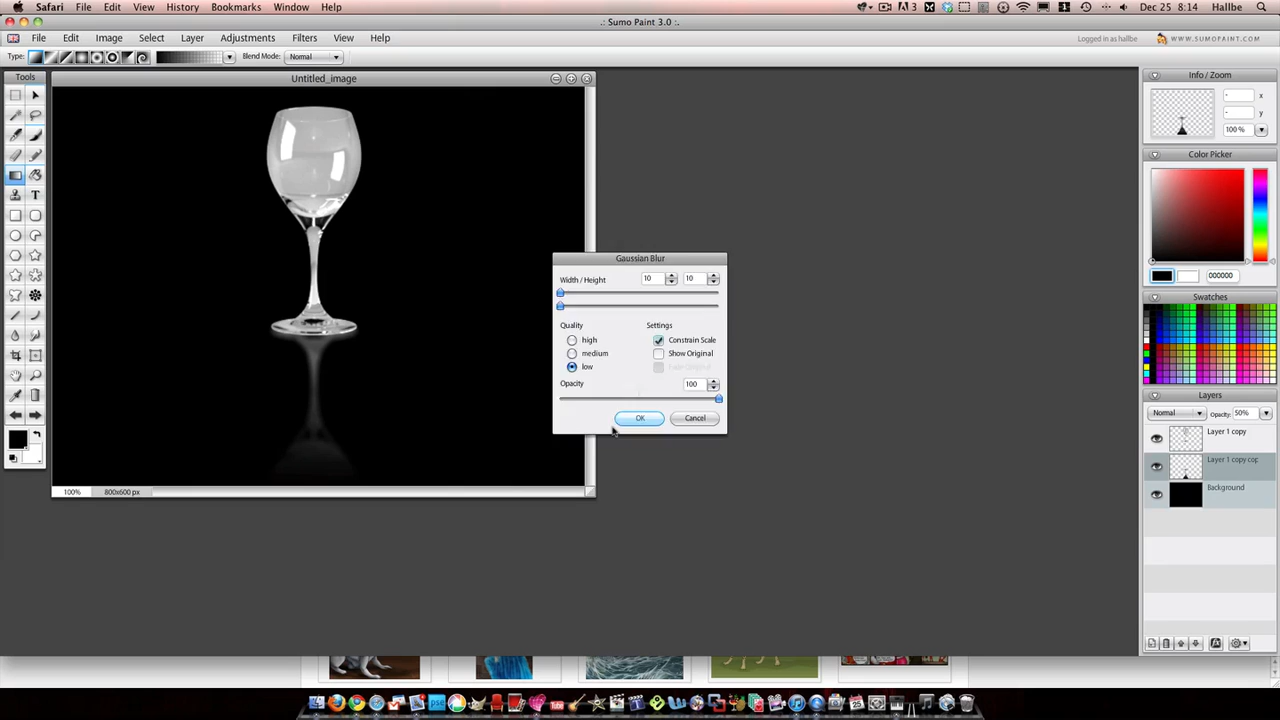 Safari File Edit View History Bookmarks Window Help 3 1 Dec 25 8:14 Hallbe
.: Sumo Paint 3.0 :.
File Edit Image Select Layer Adjustments Filters View Help Logged in as hallbe WWW.SUMOPAINT.COM
Type: Blend Mode: Normal
Tools
Untitled_image
T
100% 800x600 px
Gaussian Blur
Width / Height 10 10
Quality Settings
high Constrain Scale
medium Show Original
low
Opacity 100
OK Cancel
Info / Zoom
- x
- y
100 %
Color Picker
000000
Swatches
Layers
Normal Opacity: 50%
Layer 1 copy
Layer 1 copy cop
Background